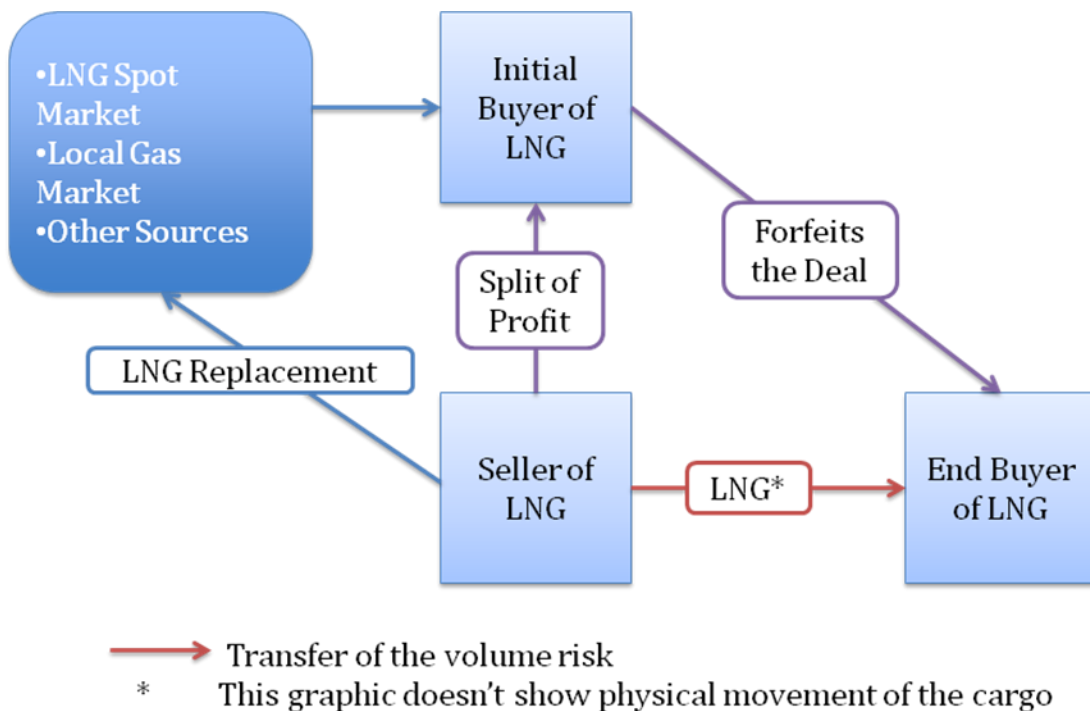 •LNG Spot
Market
•Local Gas
Market
•Other Sources
Initial
Buyer of
LNG
Forfeits
the Deal
Split of
Profit
LNG Replacement
Seller of
LNG
LNG*
End Buyer
of LNG
Transfer of the volume risk
* This graphic doesn't show physical movement of the cargo